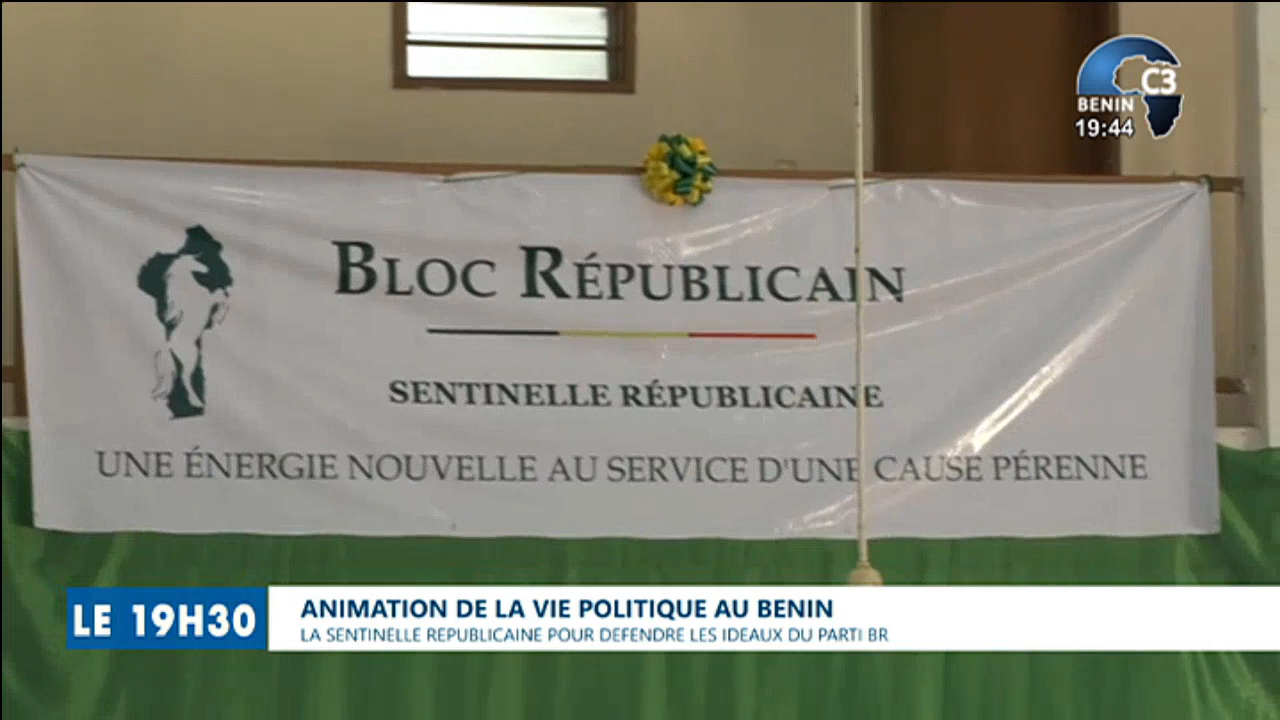 C3
BENIN
19:44
BLOC RÉPUBLICAIN
SENTINELLE RÉPUBLICAINE
UNE ÉNERGIE NOUVELLE AU SERVICE D'UNE CAUSE PÉRENNE
LE 19H30
ANIMATION DE LA VIE POLITIQUE AU BENIN
LA SENTINELLE REPUBLICAINE POUR DEFENDRE LES IDEAUX DU PARTI BR